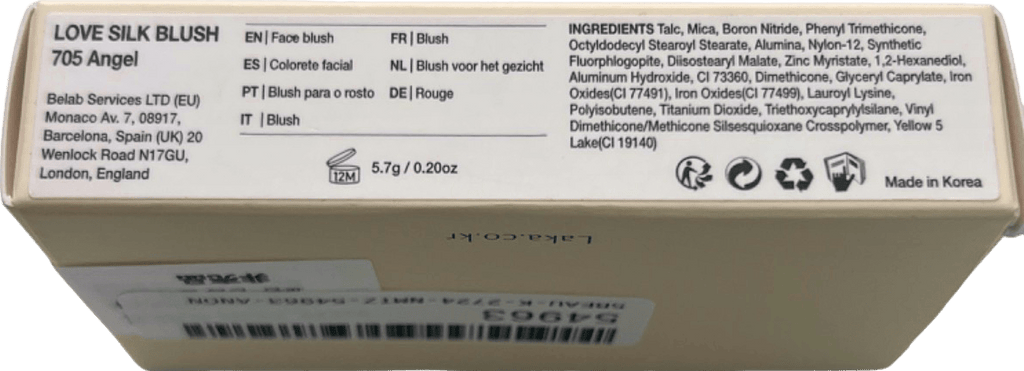 LOVE SILK BLUSH
705 Angel
Belab Services LTD (EU)
Monaco Av. 7, 08917,
Barcelona, Spain (UK) 20
Wenlock Road N17GU,
London, England
EN | Face blush
FR | Blush
ES | Colorete facial
NL | Blush voor het gezicht
PT | Blush para o rosto
DE | Rouge
IT | Blush
12M
5.7g / 0.20oz
INGREDIENTS Talc, Mica, Boron Nitride, Phenyl Trimethicone,
Octyldodecyl Stearoyl Stearate, Alumina, Nylon-12, Synthetic
Fluorphlogopite, Diisostearyl Malate, Zinc Myristate, 1,2-Hexanediol,
Aluminum Hydroxide, CI 73360, Dimethicone, Glyceryl Caprylate, Iron
Oxides(CI 77491), Iron Oxides(CI 77499), Lauroyl Lysine,
Polyisobutene, Titanium Dioxide, Triethoxycaprylylsilane, Vinyl
Dimethicone/Methicone Silsesquioxane Crosspolymer, Yellow 5
Lake(CI 19140)
Made in Korea
Laka.co.kr
非売品
54963